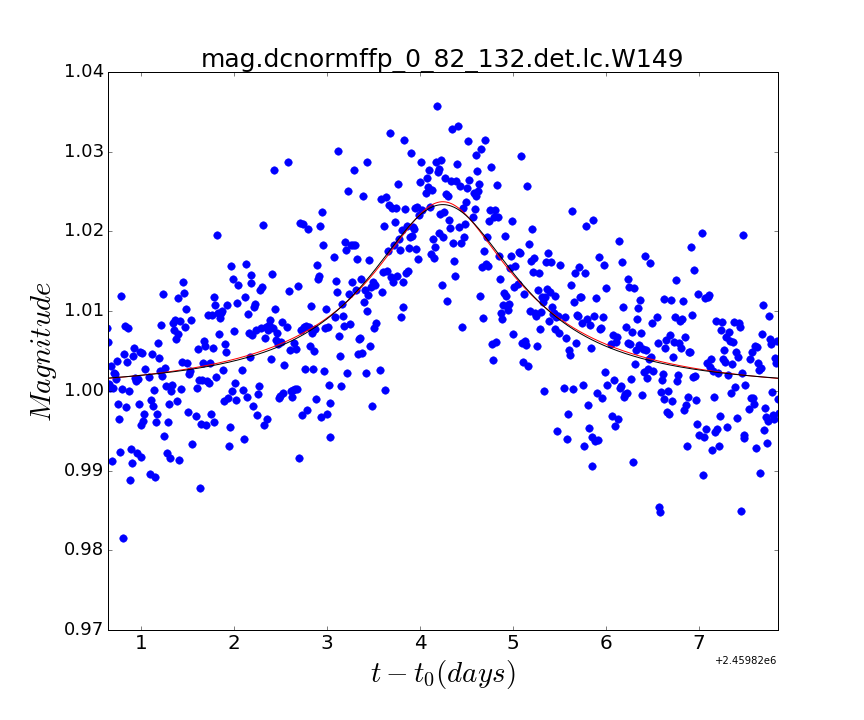 mag.dcnormffp_0_82_132.det.lc.W149
1.04
1.03
1.02
1.01
1.00
0.99
0.98
0.97
Magnitude
1 2 3 4 5 6 7
+2.45982e6
t − t₀(days)